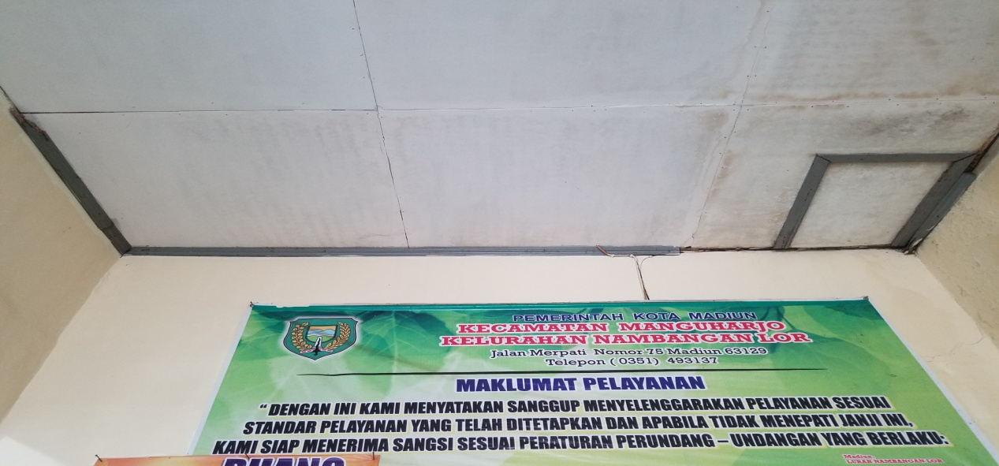 PEMERINTAH KOTA MADIUN
KECAMATAN MANGUHARJO
KELURAHAN NAMBANGAN LOR
Jalan Merpati Nomor 75 Madiun 63129
Telepon ( 0351 ) 493137
MAKLUMAT PELAYANAN
“ DENGAN INI KAMI MENYATAKAN SANGGUP MENYELENGGARAKAN PELAYANAN SESUAI
STANDAR PELAYANAN YANG TELAH DITETAPKAN DAN APABILA TIDAK MENEPATI JANJI INI,
KAMI SIAP MENERIMA SANGSI SESUAI PERATURAN PERUNDANG – UNDANGAN YANG BERLAKU:
Madiun,
LURAH NAMBANGAN LOR
RUANG